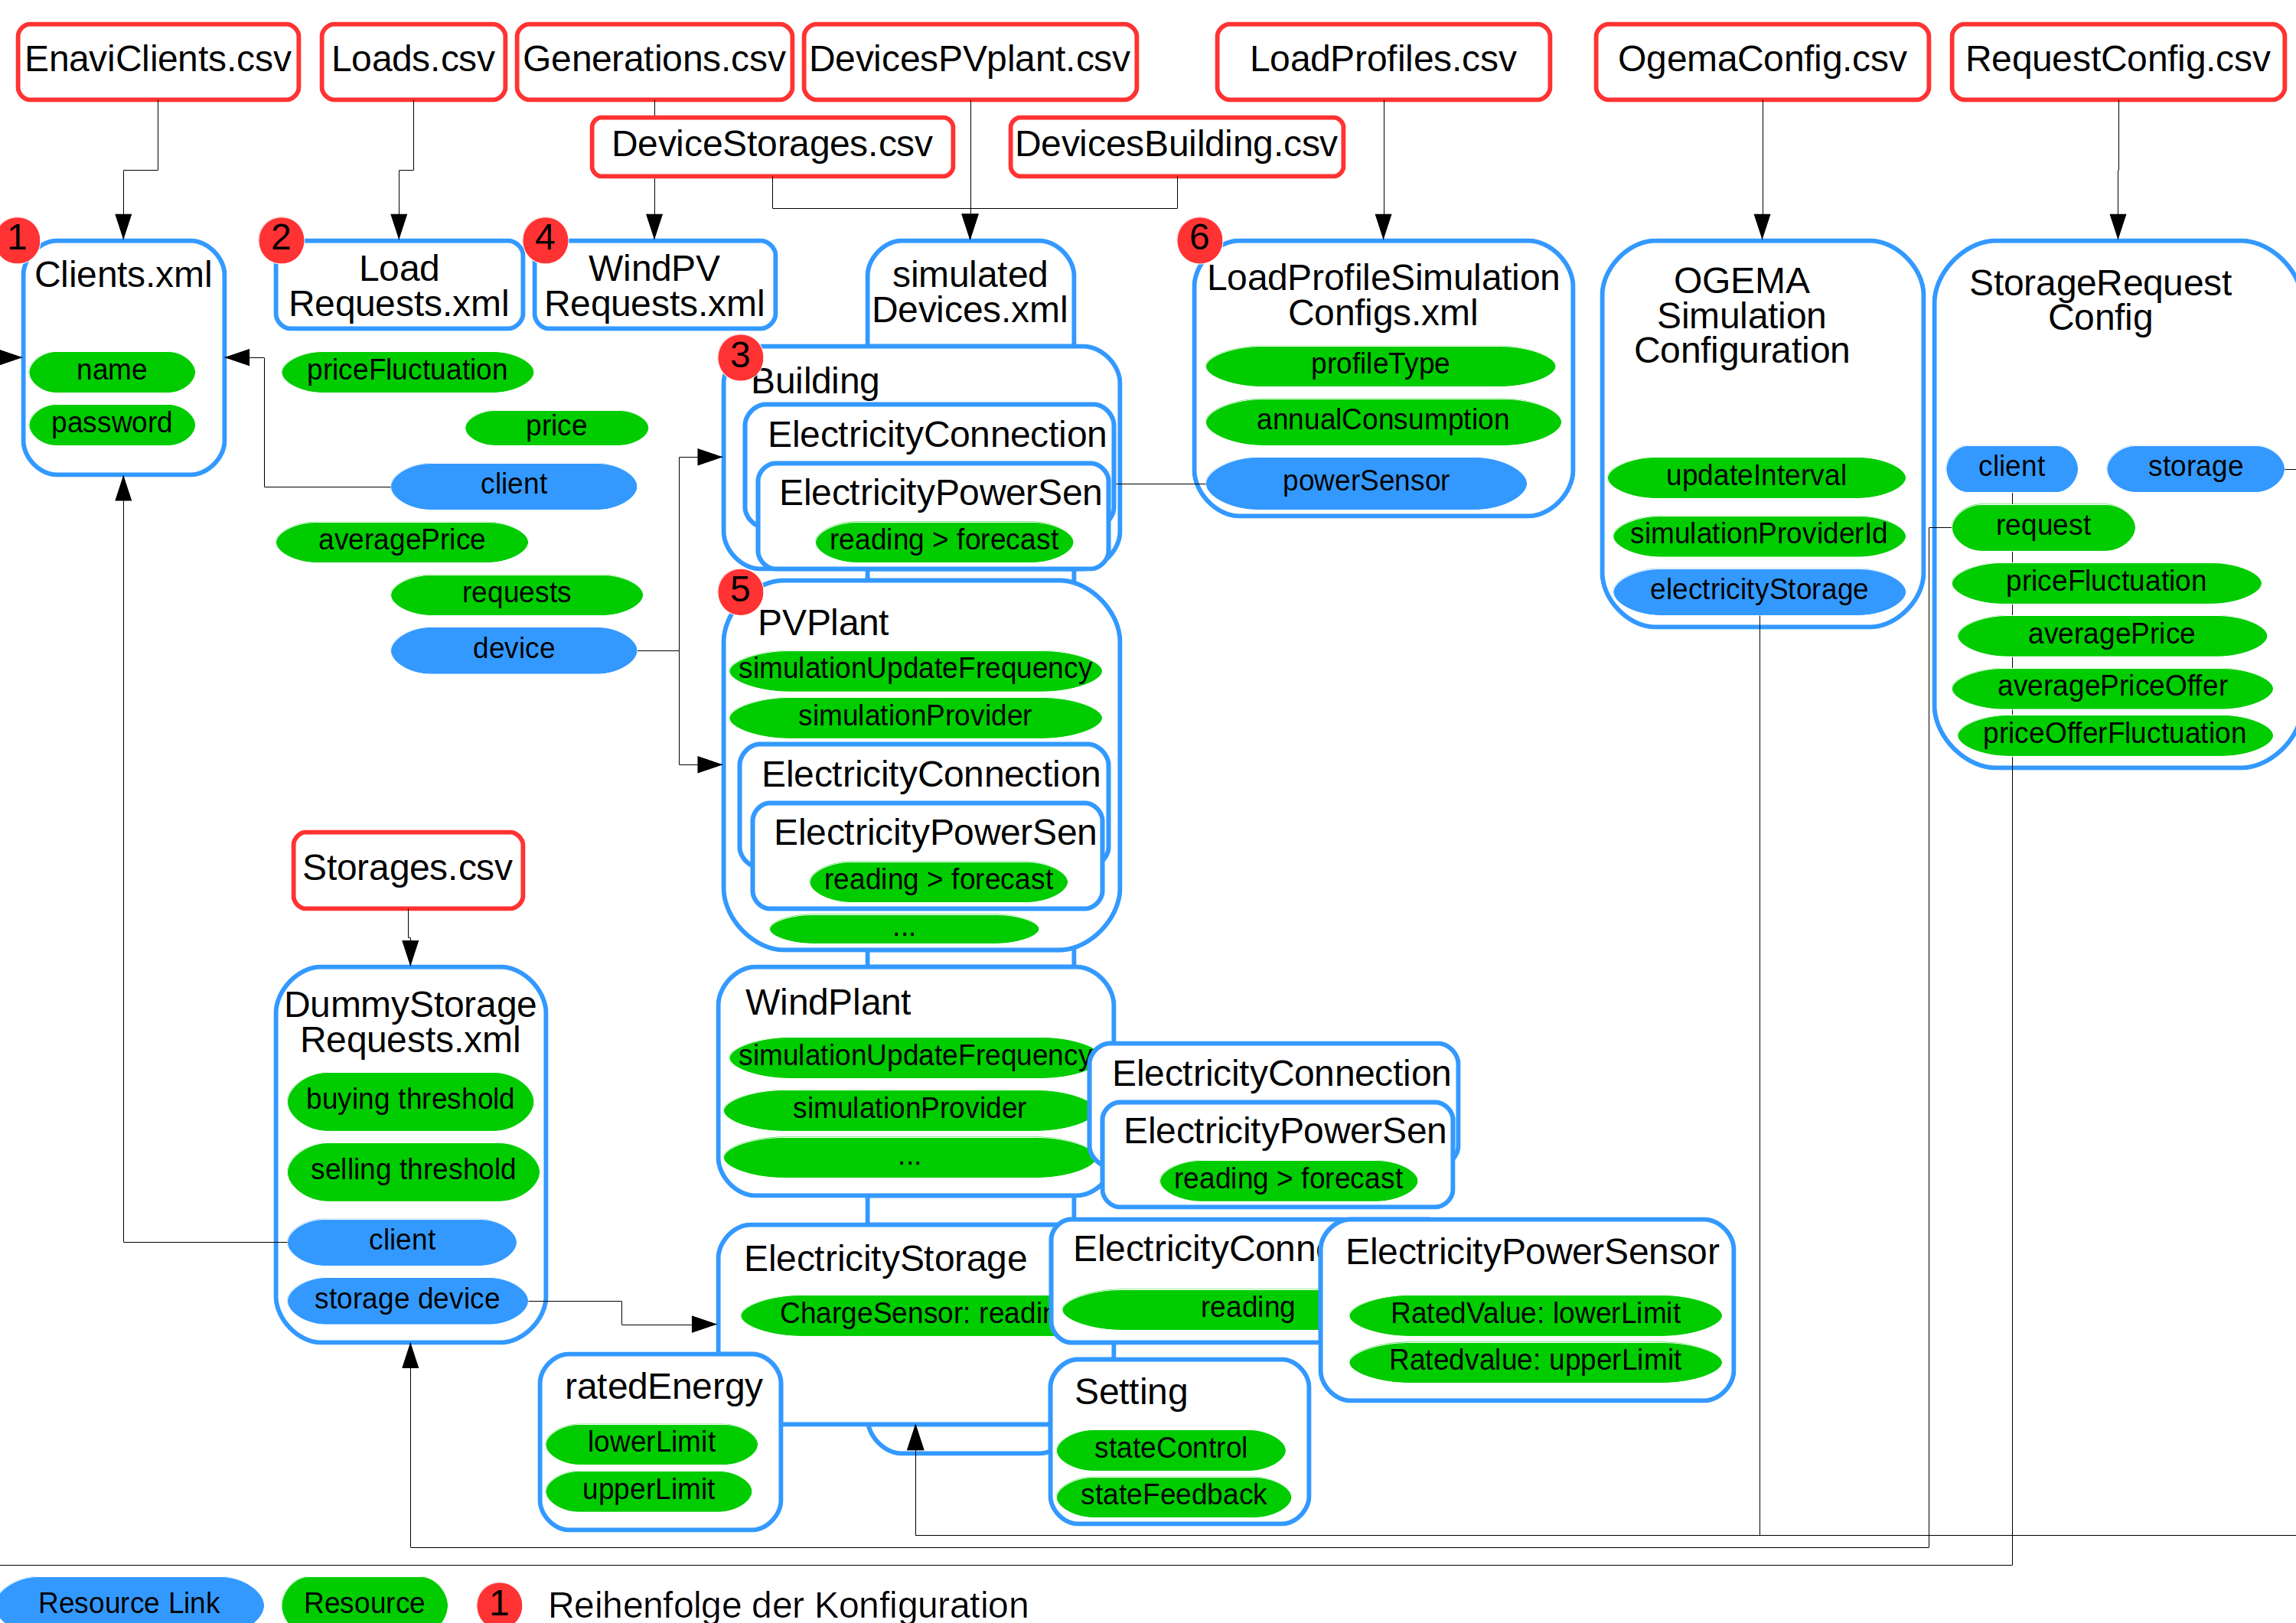 EnaviClients.csv
Loads.csv
Generations.csv
DevicesPVplant.csv
LoadProfiles.csv
OgemaConfig.csv
RequestConfig.csv
DeviceStorages.csv
DevicesBuilding.csv
1
Clients.xml
name
password
2
Load
Requests.xml
4
WindPV
Requests.xml
priceFluctuation
price
client
averagePrice
requests
device
simulated
Devices.xml
3
Building
ElectricityConnection
ElectricityPowerSen
reading > forecast
5
PVPlant
simulationUpdateFrequency
simulationProvider
ElectricityConnection
ElectricityPowerSen
reading > forecast
...
WindPlant
simulationUpdateFrequency
simulationProvider
...
ElectricityConnection
ElectricityPowerSen
reading > forecast
ElectricityStorage
ChargeSensor: readin
ElectricityConne
reading
ElectricityPowerSensor
RatedValue: lowerLimit
Ratedvalue: upperLimit
ratedEnergy
lowerLimit
upperLimit
Setting
stateControl
stateFeedback
6
LoadProfileSimulation
Configs.xml
profileType
annualConsumption
powerSensor
OGEMA
Simulation
Configuration
updateInterval
simulationProviderId
electricityStorage
StorageRequest
Config
client
storage
request
priceFluctuation
averagePrice
averagePriceOffer
priceOfferFluctuation
Storages.csv
DummyStorage
Requests.xml
buying threshold
selling threshold
client
storage device
Resource Link
Resource
1
Reihenfolge der Konfiguration